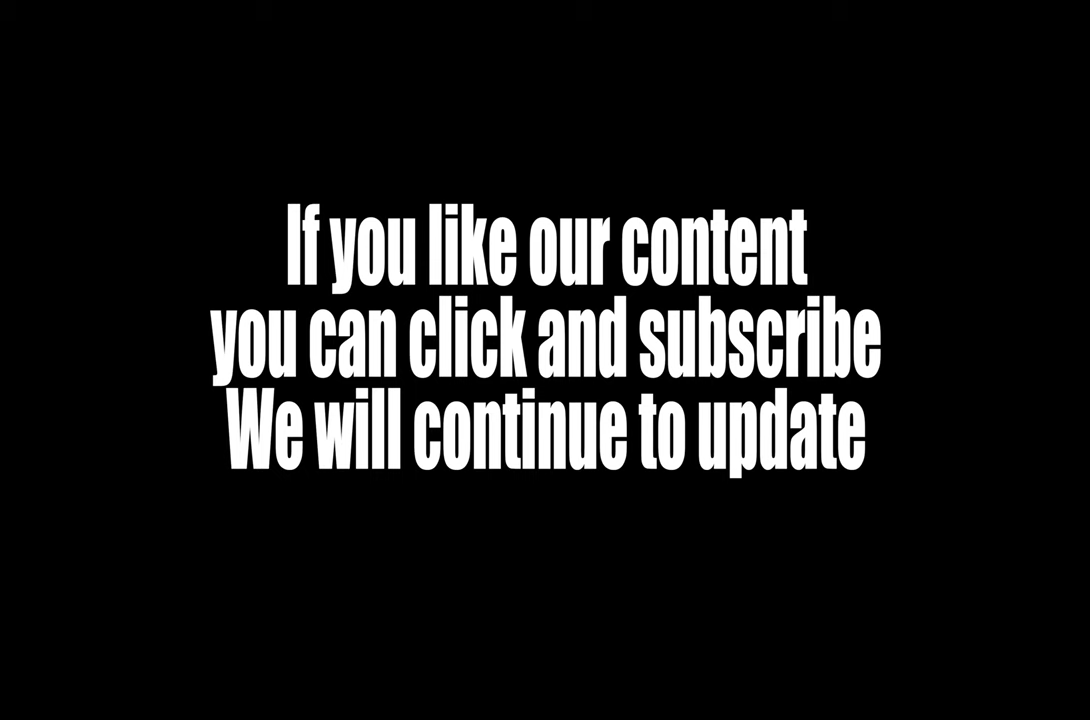 If you like our content
you can click and subscribe
We will continue to update